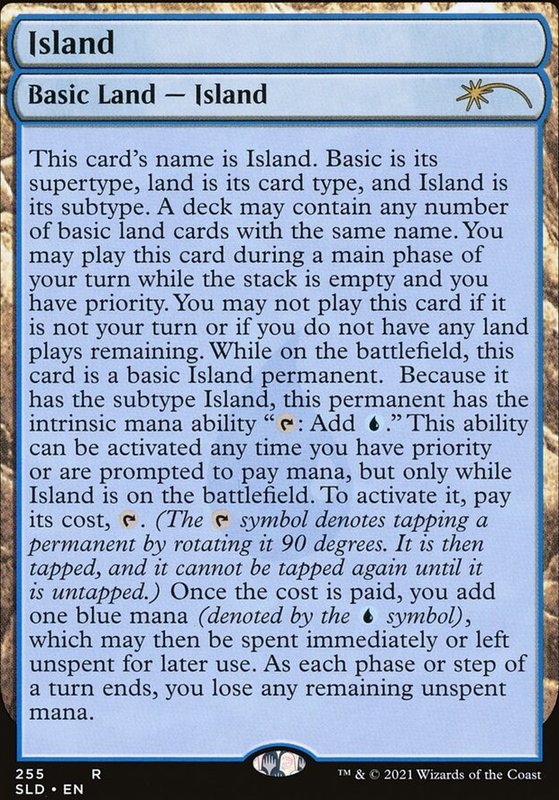 Island
Basic Land — Island
This card's name is Island. Basic is its
supertype, land is its card type, and Island is
its subtype. A deck may contain any number
of basic land cards with the same name. You
may play this card during a main phase of
your turn while the stack is empty and you
have priority. You may not play this card if it
is not your turn or if you do not have any land
plays remaining. While on the battlefield, this
card is a basic Island permanent. Because it
has the subtype Island, this permanent has the
intrinsic mana ability “: Add .” This ability
can be activated any time you have priority
or are prompted to pay mana, but only while
Island is on the battlefield. To activate it, pay
its cost, . (The symbol denotes tapping a
permanent by rotating it 90 degrees. It is then
tapped, and it cannot be tapped again until it
is untapped.) Once the cost is paid, you add
one blue mana (denoted by the symbol),
which may then be spent immediately or left
unspent for later use. As each phase or step of
a turn ends, you lose any remaining unspent
mana.
255 R
SLD • EN
™ & © 2021 Wizards of the Coast